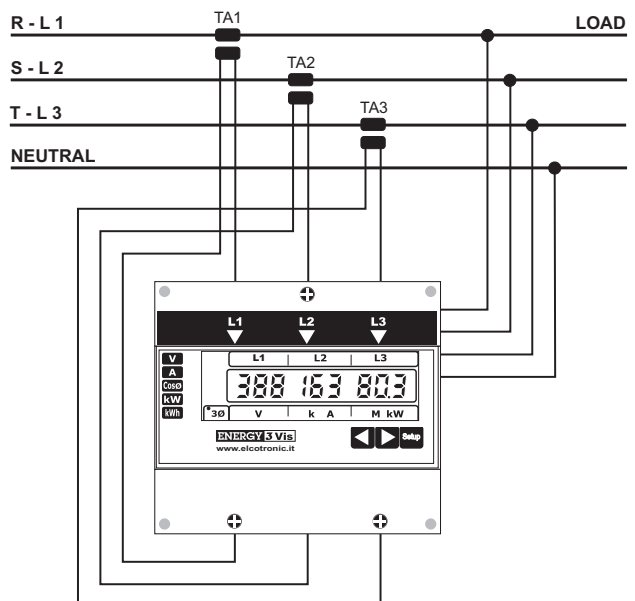 TA1
R - L 1 LOAD
TA2
S - L 2
TA3
T - L 3
NEUTRAL
L1 L2 L3
V
A
Cosø
kW
kWh
L1 L2 L3
388 163 80.3
3Ø V k A M kW
ENERGY 3 Vis
www.elcotronic.it
Setup